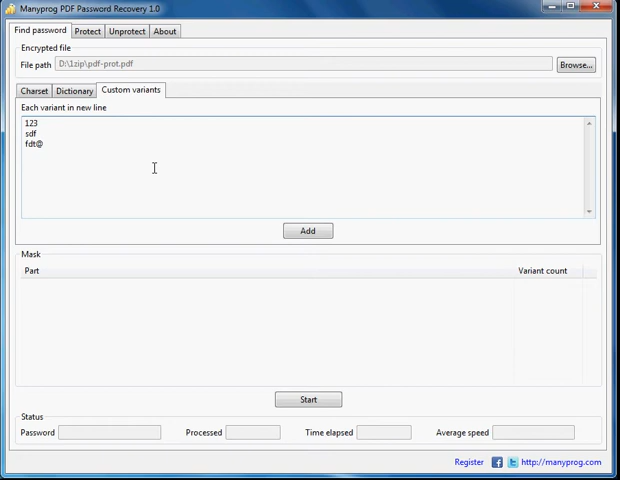 Manyprog PDF Password Recovery 1.0
Find password Protect Unprotect About
Encrypted file
File path D:\1zip\pdf-prot.pdf Browse...
Charset Dictionary Custom variants
Each variant in new line
123
sdf
fdt@
Add
Mask
Part Variant count
Start
Status
Password Processed Time elapsed Average speed
Register http://manyprog.com